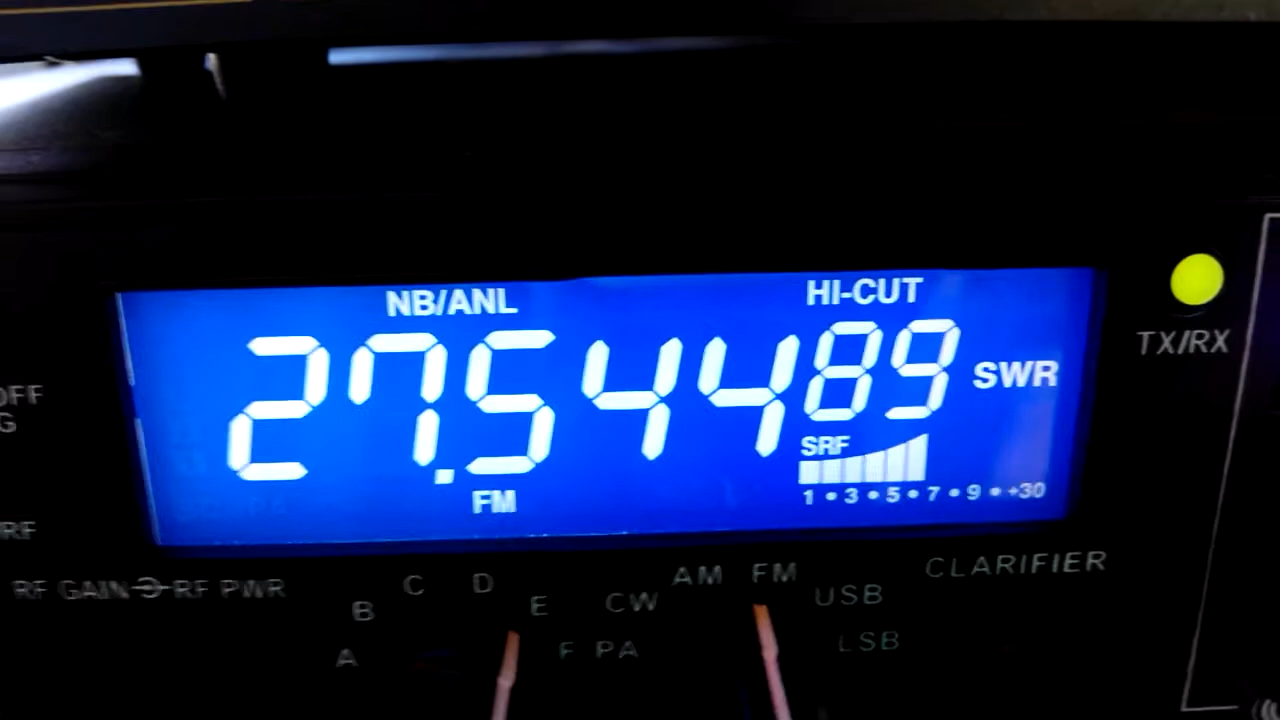 NB/ANL HI-CUT
27.54489 SWR
TX/RX
OFF
G
SRF
1 • 3 • 5 • 7 • 9 • +30
FM
RF
RF GAIN RF PWR
A B C D E F
PA CW AM FM USB LSB
CLARIFIER